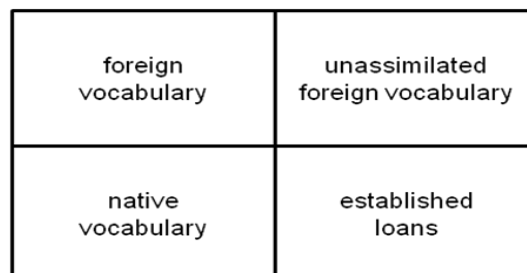 foreign
vocabulary
unassimilated
foreign vocabulary
native
vocabulary
established
loans